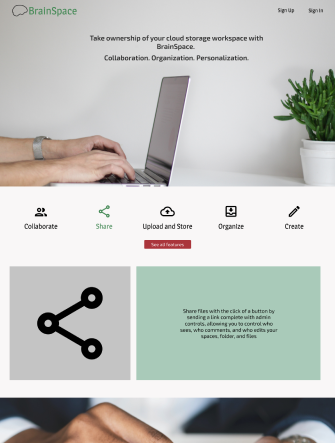 BrainSpace
Sign Up
Sign In
Take ownership of your cloud storage workspace with
BrainSpace.
Collaboration. Organization. Personalization.
Collaborate
Share
Upload and Store
Organize
Create
See all features
Share files with the click of a button by
sending a link complete with admin
controls, allowing you to control who
sees, who comments, and who edits your
spaces, folder, and files